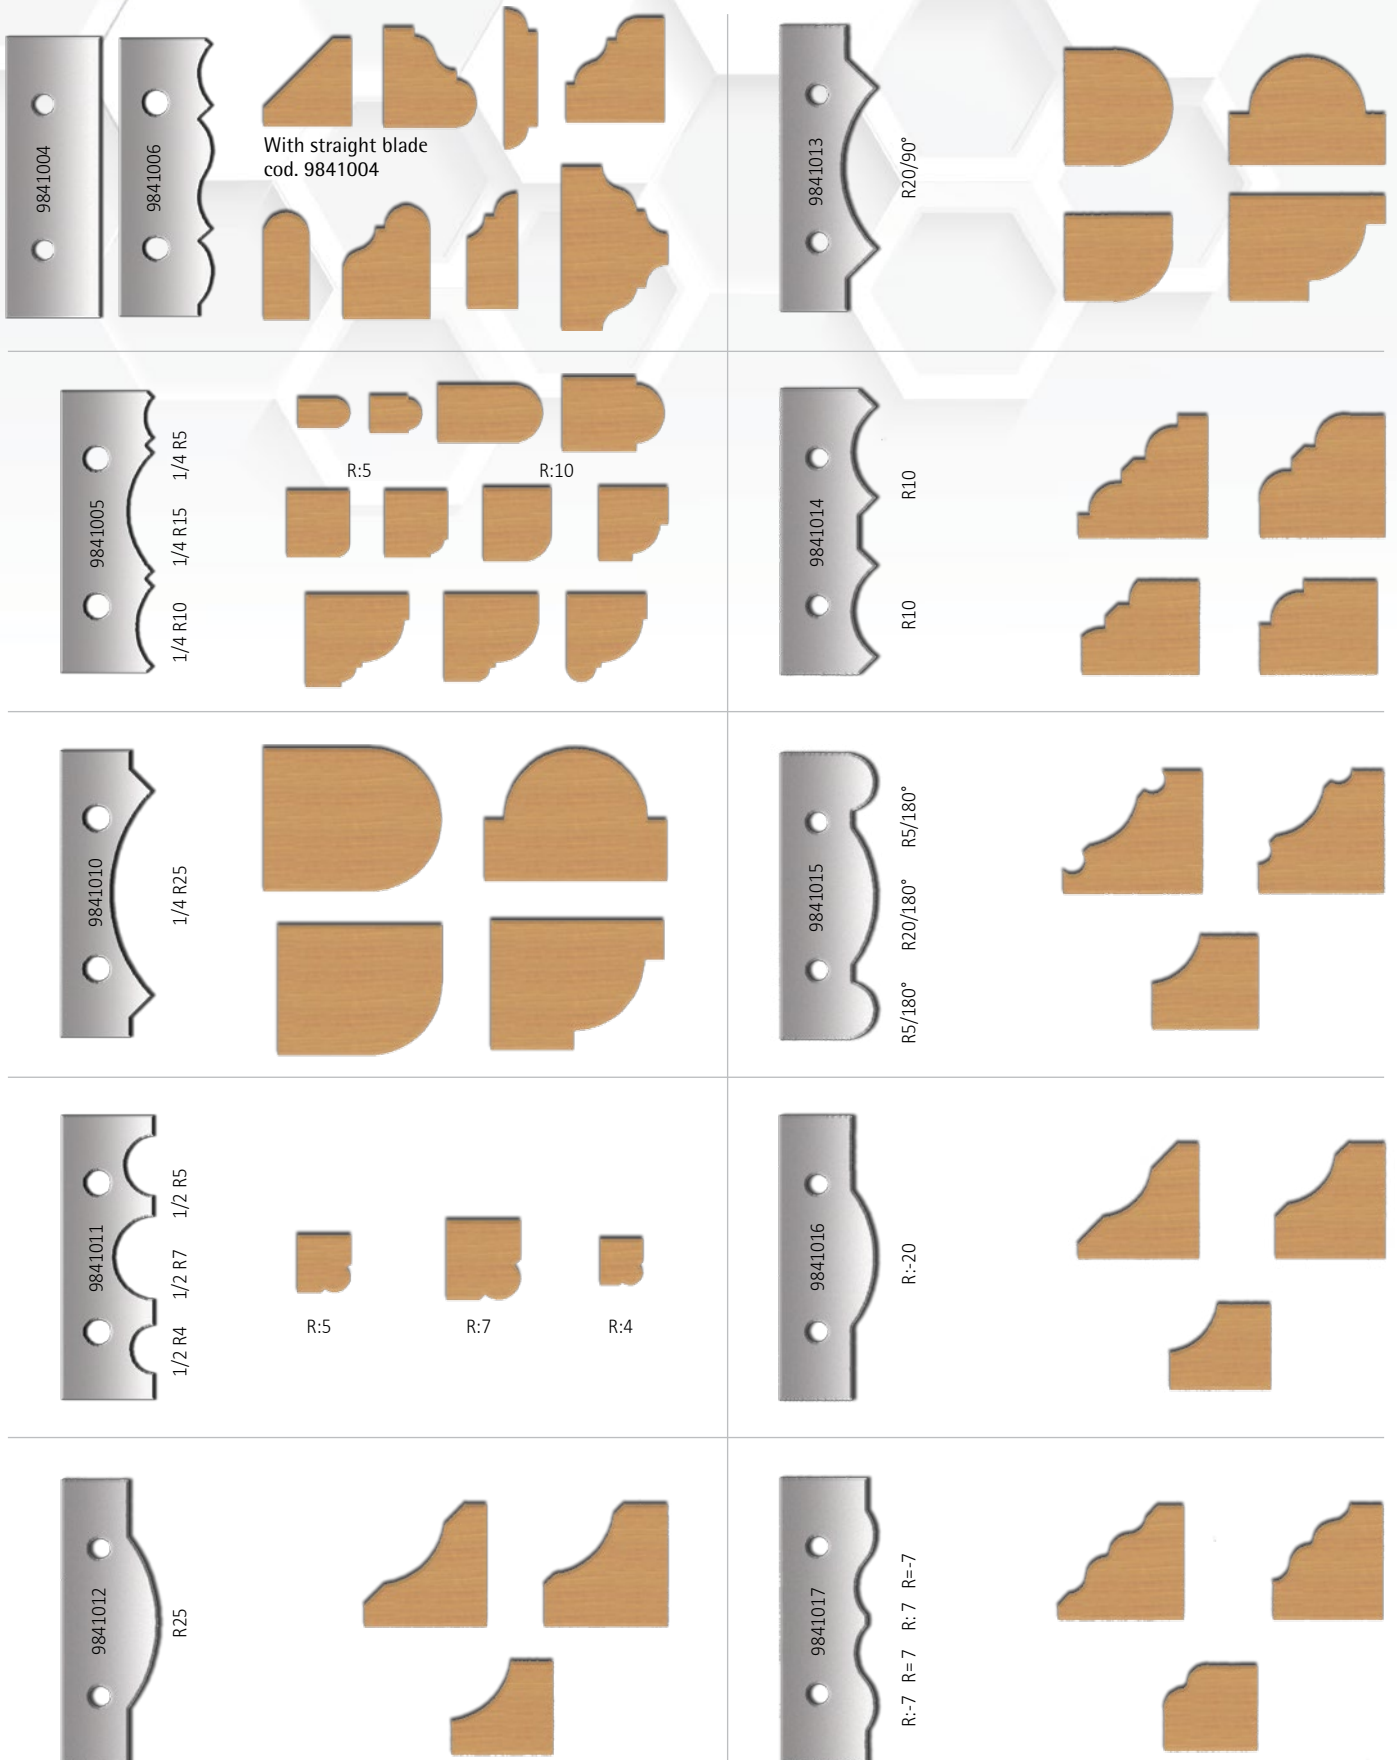 9841004
9841006
With straight blade
cod. 9841004
9841013
R20/90°
9841005
1/4 R5
1/4 R15
1/4 R10
R:5
R:10
9841014
R10
R10
9841010
1/4 R25
9841015
R5/180°
R20/180°
R5/180°
9841011
1/2 R5
1/2 R7
1/2 R4
R:5
R:7
R:4
9841016
R:-20
9841012
R25
9841017
R:-7 R=7 R: 7 R=-7